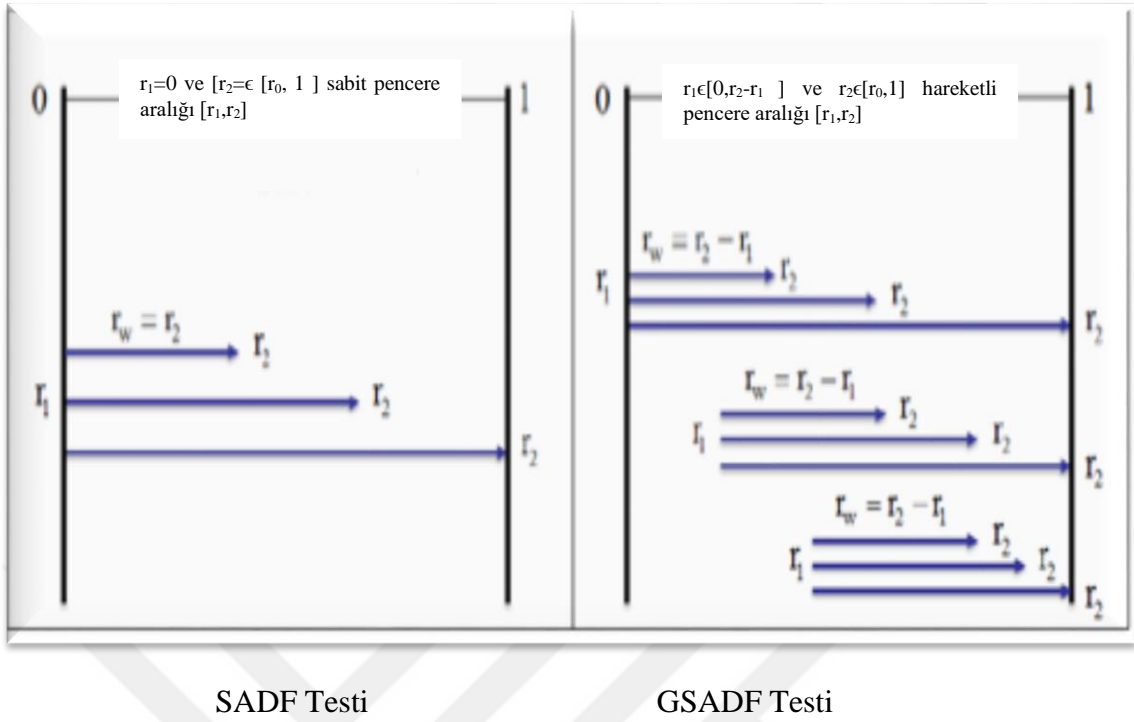 r₁=0 ve [r₂=ϵ [r₀, 1 ] sabit pencere
aralığı [r₁,r₂]
0
1
r_w = r₂
r₂
r₁
r₂
r₂
r₁ϵ[0,r₂-r₁ ] ve r₂ϵ[r₀,1] hareketli
pencere aralığı [r₁,r₂]
0
1
r_w = r₂ − r₁
r₂
r₁
r₂
r₂
r_w = r₂ − r₁
r₂
r₁
r₂
r₂
r_w = r₂ − r₁
r₂
r₁
r₂
r₂
SADF Testi
GSADF Testi